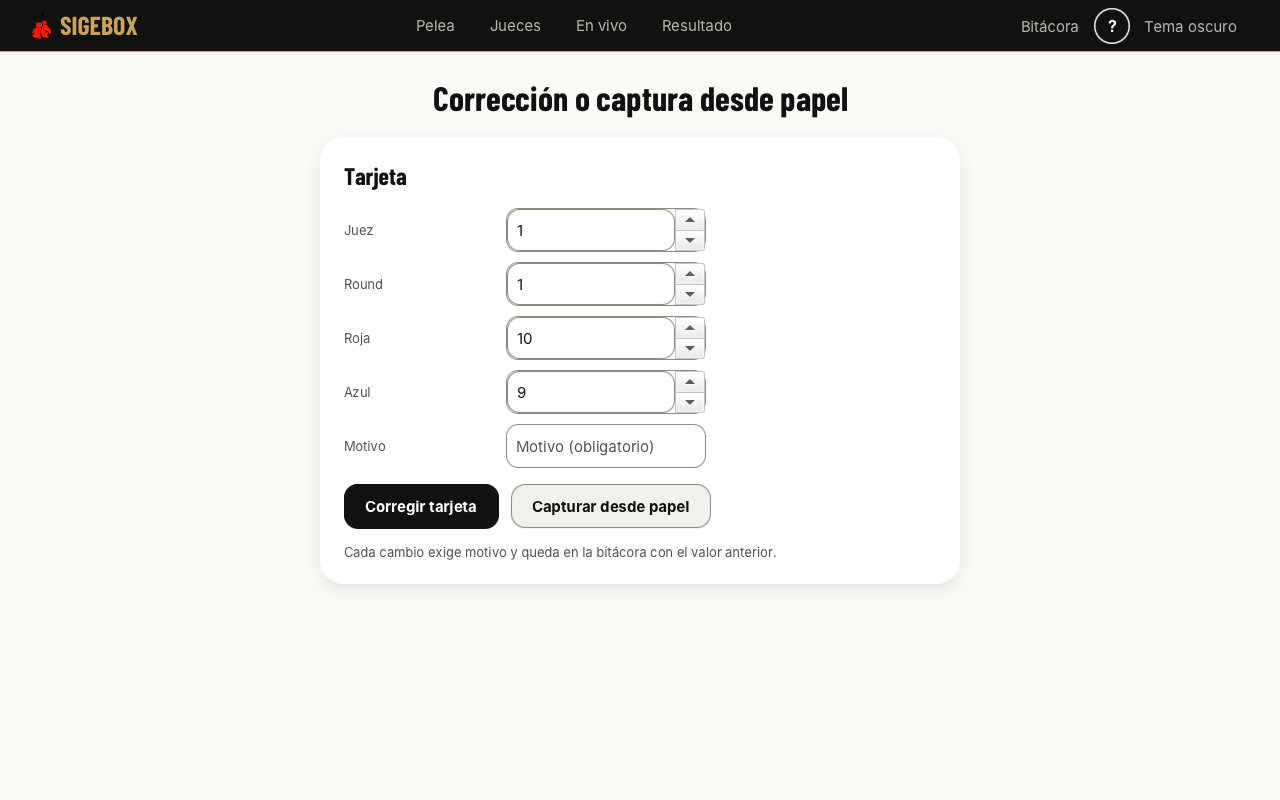 SIGEBOX Pelea Jueces En vivo Resultado Bitácora ? Tema oscuro
Corrección o captura desde papel
Tarjeta
Juez 1
Round 1
Roja 10
Azul 9
Motivo Motivo (obligatorio)
Corregir tarjeta Capturar desde papel
Cada cambio exige motivo y queda en la bitácora con el valor anterior.